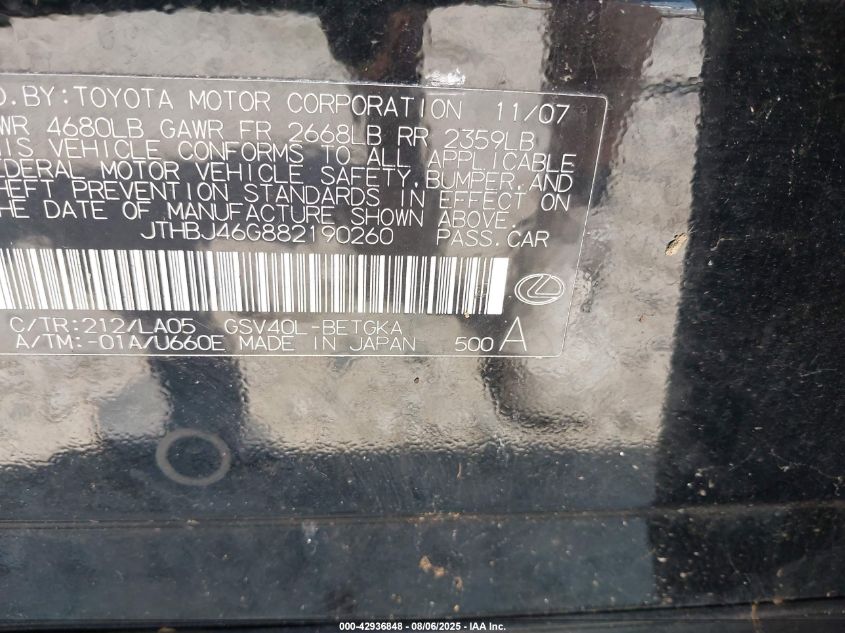 D. BY: TOYOTA MOTOR CORPORATION 11/07
WR 4680LB GAWR FR 2668LB RR 2359LB
IS VEHICLE CONFORMS TO ALL APPLICABLE
EDERAL MOTOR VEHICLE SAFETY, BUMPER, AND
HEFT PREVENTION STANDARDS IN EFFECT ON
HE DATE OF MANUFACTURE SHOWN ABOVE.
JTHBJ46G882190260 PASS. CAR
C/TR: 212/LA05 GSV40L-BETGKA
A/TM: -01A/U660E MADE IN JAPAN 500 A
000-42936848 - 08/06/2025 - IAA Inc.